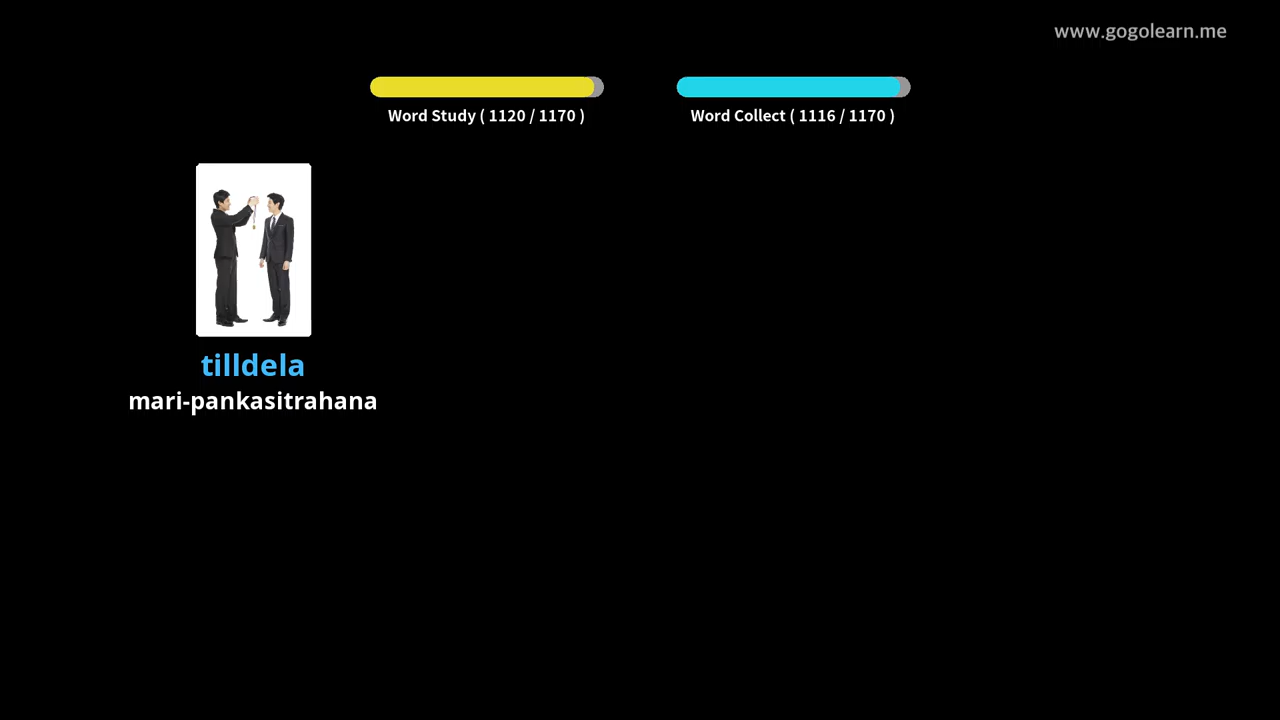 www.gogolearn.me
Word Study ( 1120 / 1170 )
Word Collect ( 1116 / 1170 )
tilldela
mari-pankasitrahana